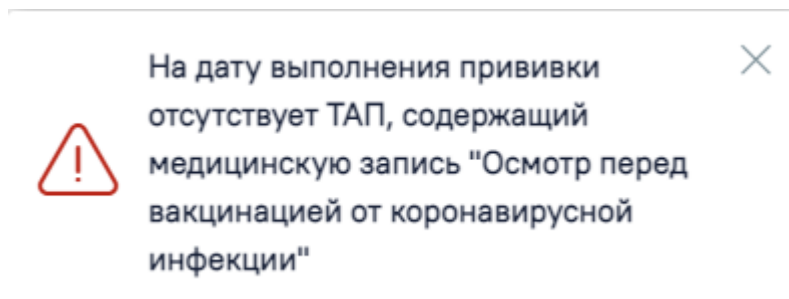 На дату выполнения прививки
отсутствует ТАП, содержащий
медицинскую запись "Осмотр перед
вакцинацией от коронавирусной
инфекции"